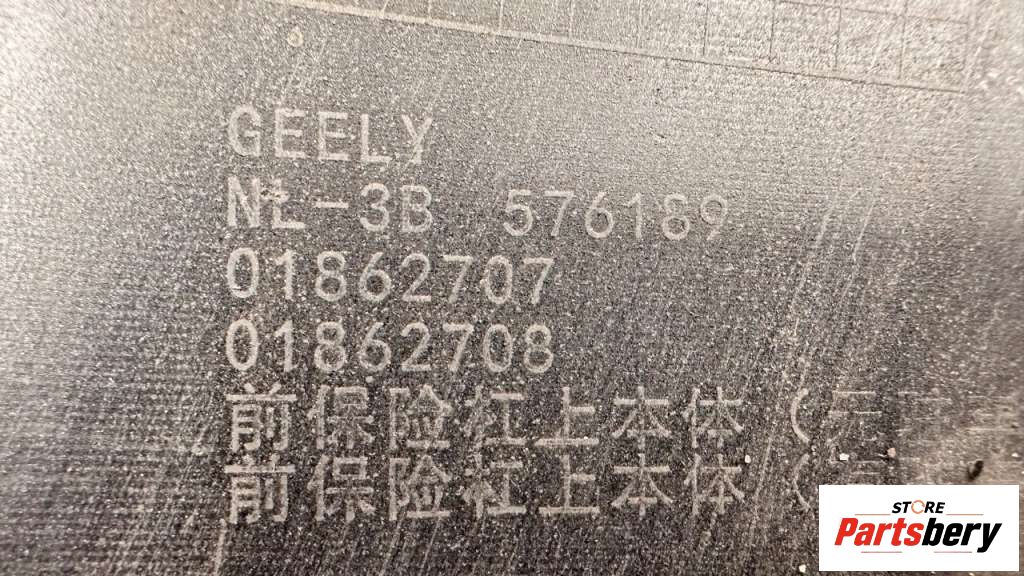 GEELY
NL-3B 576189
01862707
01862708
前保险杠上本体（
前保险杠上本体（
STORE
Partsbery